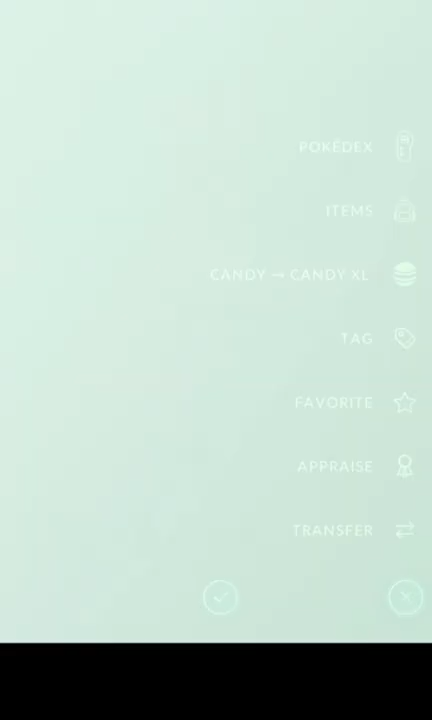 POKÉDEX
ITEMS
CANDY → CANDY XL
TAG
FAVORITE
APPRAISE
TRANSFER